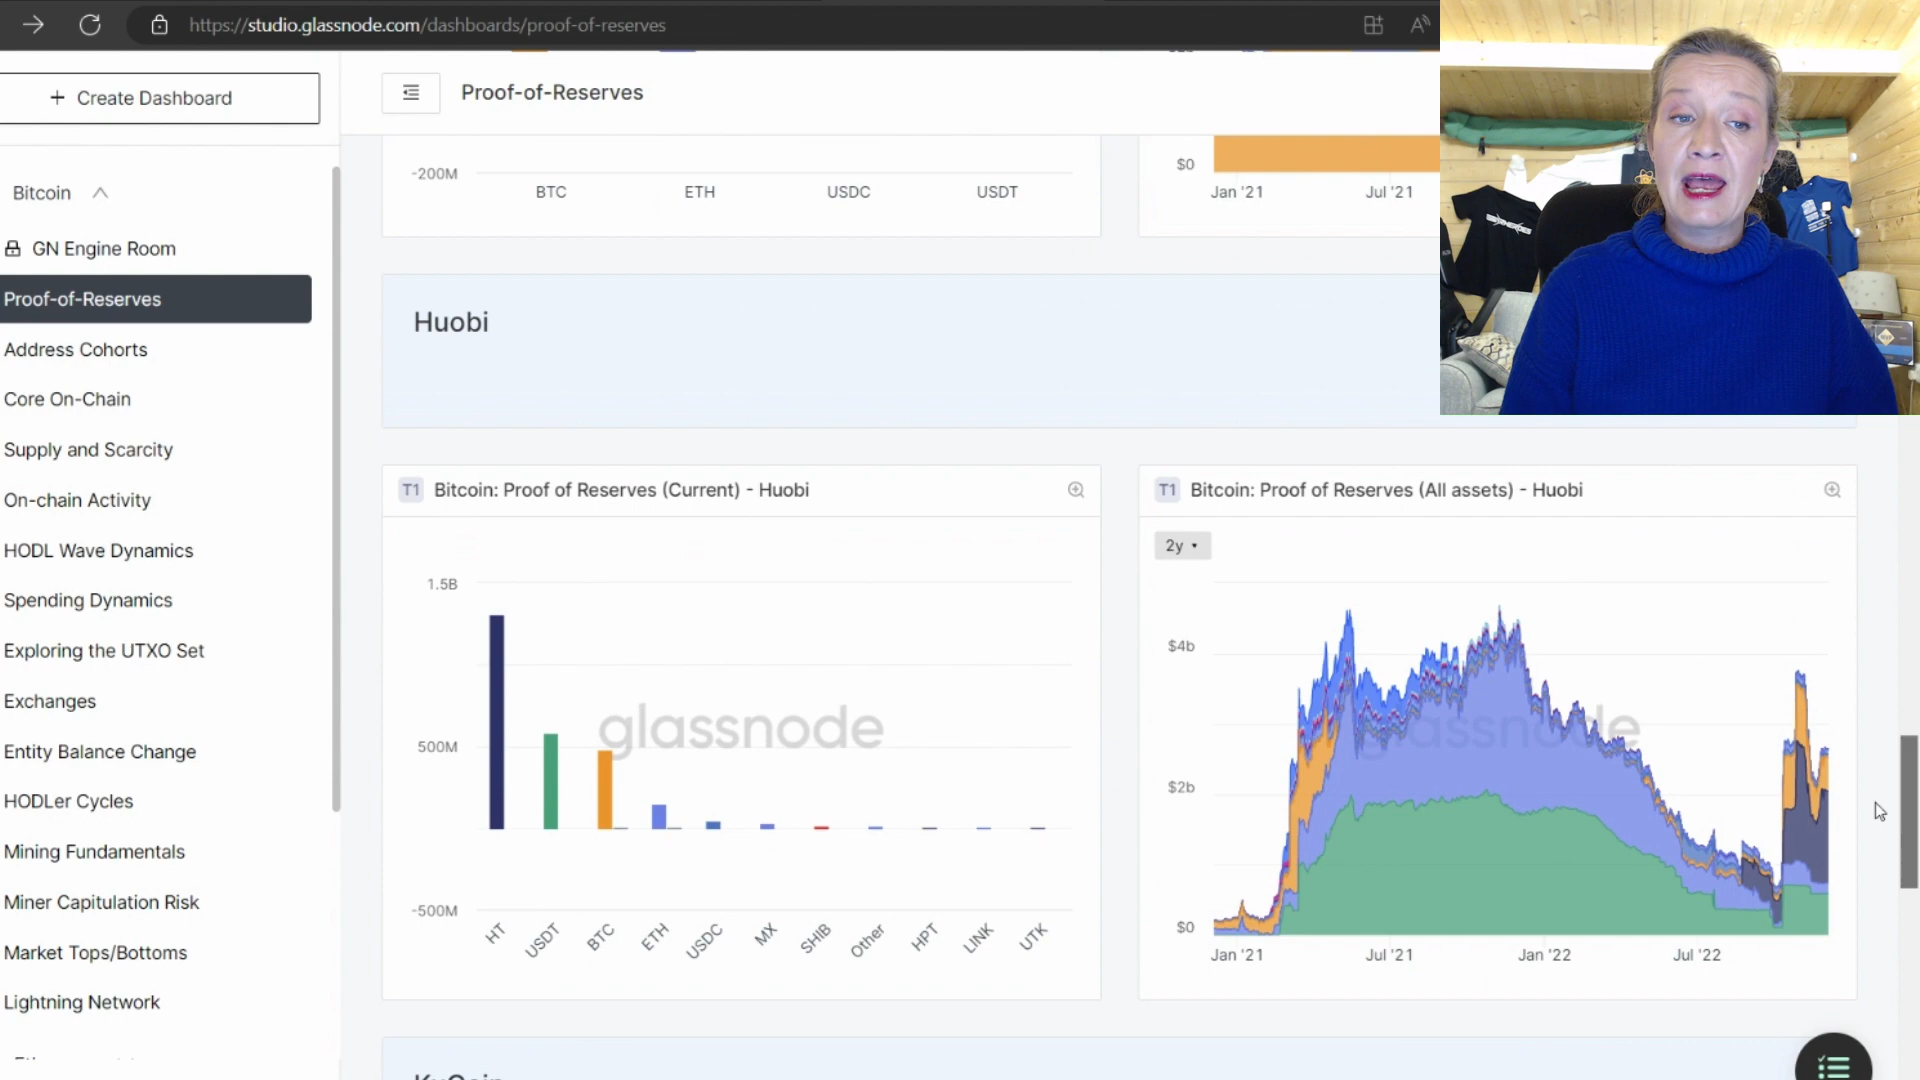 https://studio.glassnode.com/dashboards/proof-of-reserves
+ Create Dashboard
Proof-of-Reserves
Bitcoin
GN Engine Room
Proof-of-Reserves
Address Cohorts
Core On-Chain
Supply and Scarcity
On-chain Activity
HODL Wave Dynamics
Spending Dynamics
Exploring the UTXO Set
Exchanges
Entity Balance Change
HODLer Cycles
Mining Fundamentals
Miner Capitulation Risk
Market Tops/Bottoms
Lightning Network
-200M
BTC ETH USDC USDT
$0
Jan '21 Jul '21
Huobi
T1 Bitcoin: Proof of Reserves (Current) - Huobi
1.5B
500M
-500M
glassnode
HT USDT BTC ETH USDC MX SHIB Other HPT LINK UTK
T1 Bitcoin: Proof of Reserves (All assets) - Huobi
2y
$4b
$2b
$0
glassnode
Jan '21 Jul '21 Jan '22 Jul '22
KuCoin